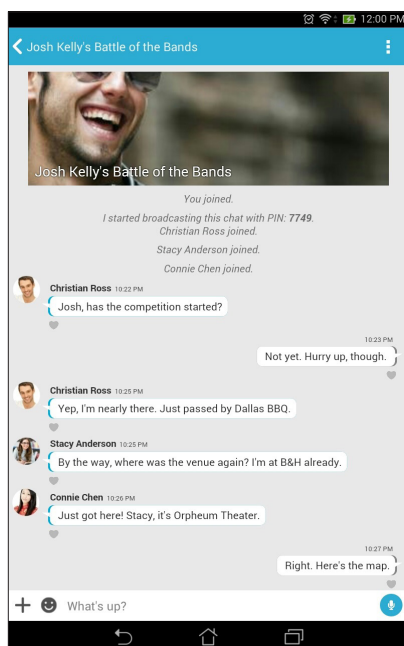 12:00 PM
Josh Kelly's Battle of the Bands
Josh Kelly's Battle of the Bands
You joined.
I started broadcasting this chat with PIN: 7749.
Christian Ross joined.
Stacy Anderson joined.
Connie Chen joined.
Christian Ross 10:22 PM
Josh, has the competition started?
10:23 PM
Not yet. Hurry up, though.
Christian Ross 10:25 PM
Yep, I'm nearly there. Just passed by Dallas BBQ.
Stacy Anderson 10:25 PM
By the way, where was the venue again? I'm at B&H already.
Connie Chen 10:26 PM
Just got here! Stacy, it's Orpheum Theater.
10:27 PM
Right. Here's the map.
What's up?